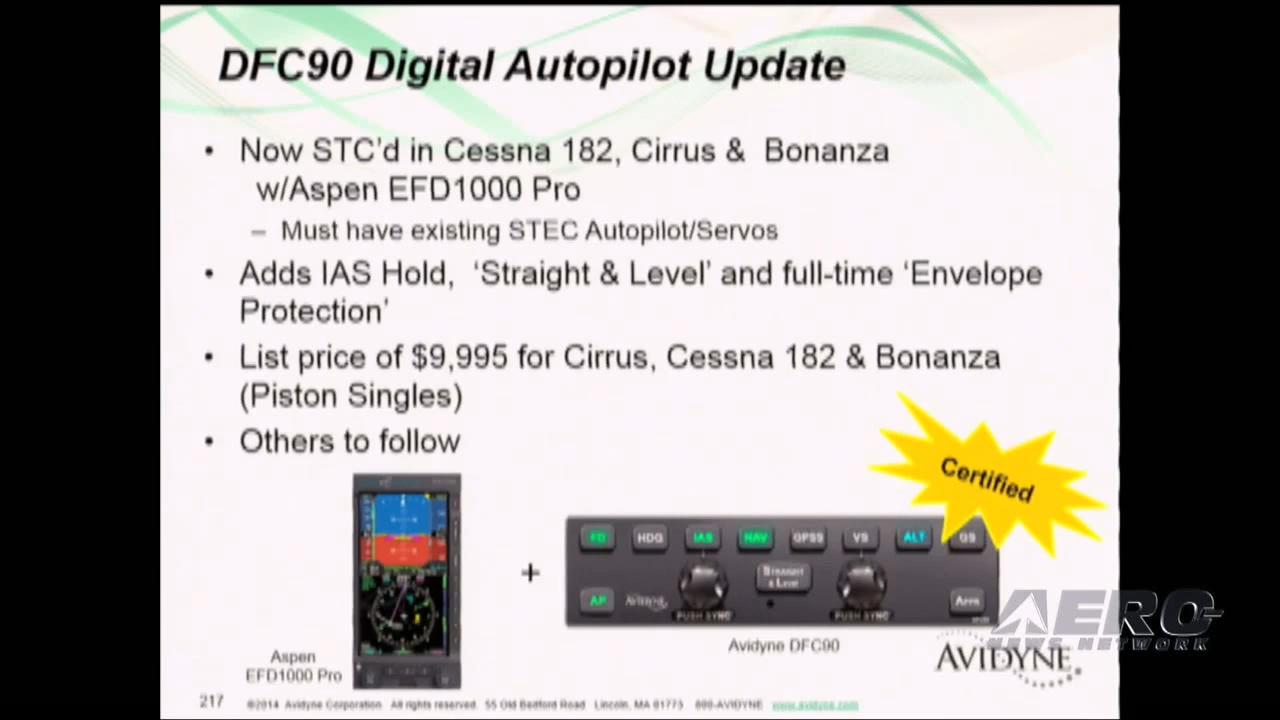 DFC90 Digital Autopilot Update
• Now STC'd in Cessna 182, Cirrus & Bonanza
w/Aspen EFD1000 Pro
– Must have existing STEC Autopilot/Servos
• Adds IAS Hold, 'Straight & Level' and full-time 'Envelope
Protection'
• List price of $9,995 for Cirrus, Cessna 182 & Bonanza
(Piston Singles)
• Others to follow
Certified
FD HDG IAS NAV GPSS VS ALT GS
Straight
& Level
AP AVIDYNE Appr
PUSH SYNC PUSH SYNC
+
Avidyne DFC90
Aspen
EFD1000 Pro
AERO
NEWS NETWORK
AVIDYNE®
217 ©2014 Avidyne Corporation All rights reserved. 55 Old Bedford Road Lincoln, MA 01773 800-AVIDYNE www.avidyne.com